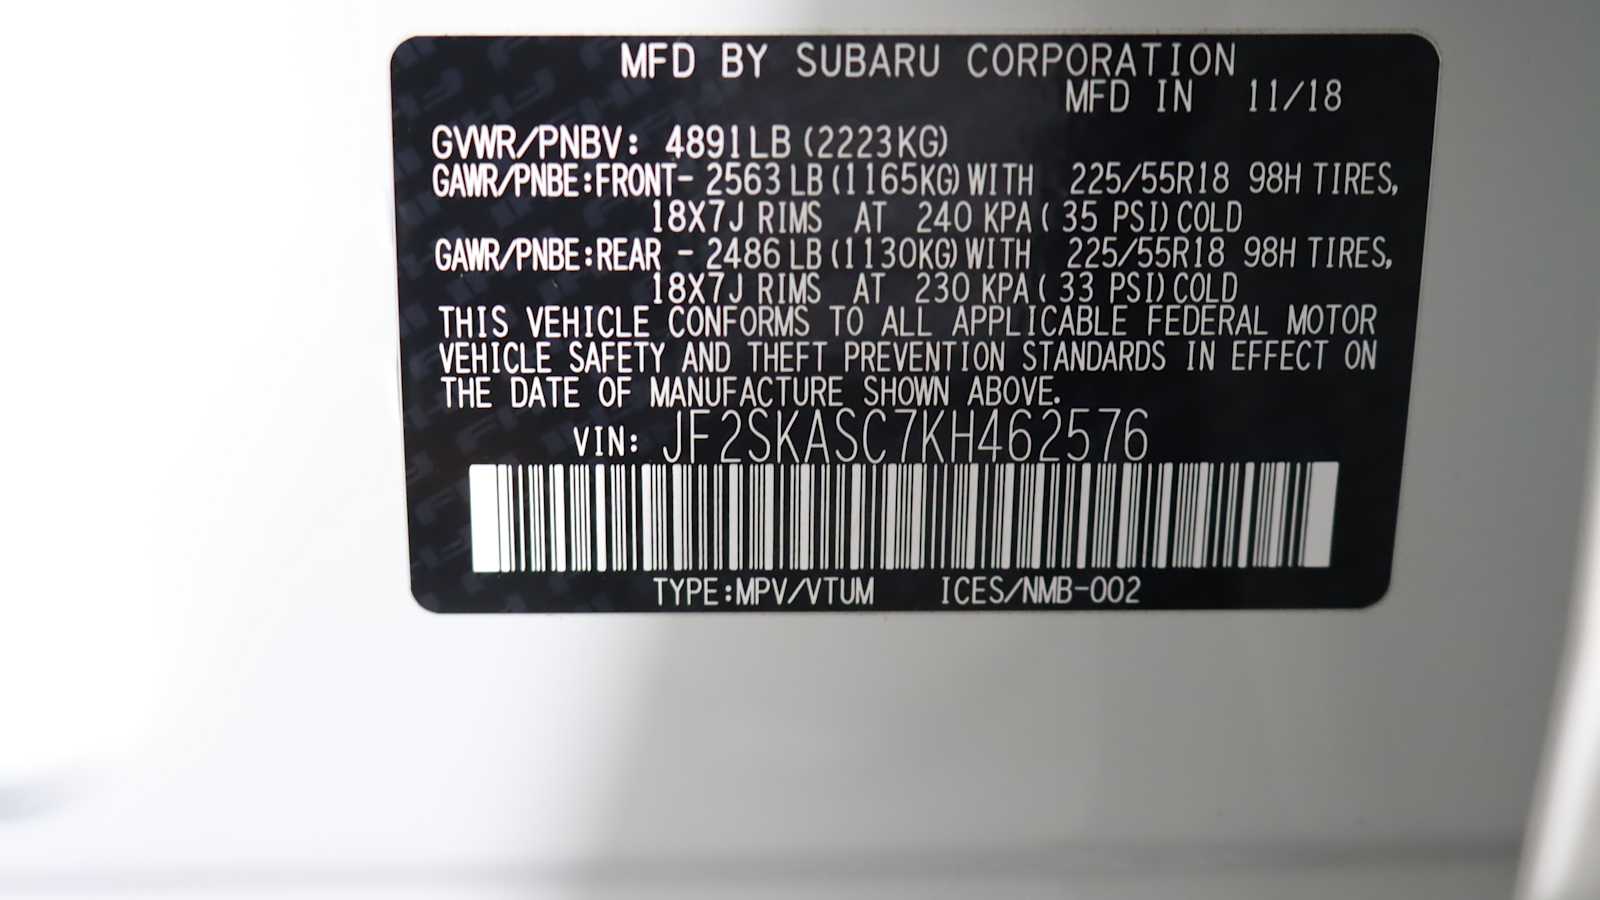 MFD BY SUBARU CORPORATION
MFD IN 11/18
GVWR/PNBV: 4891LB (2223KG)
GAWR/PNBE:FRONT- 2563 LB (1165KG) WITH 225/55R18 98H TIRES,
18X7J RIMS AT 240 KPA ( 35 PSI) COLD
GAWR/PNBE:REAR - 2486 LB (1130KG) WITH 225/55R18 98H TIRES,
18X7J RIMS AT 230 KPA ( 33 PSI) COLD
THIS VEHICLE CONFORMS TO ALL APPLICABLE FEDERAL MOTOR
VEHICLE SAFETY AND THEFT PREVENTION STANDARDS IN EFFECT ON
THE DATE OF MANUFACTURE SHOWN ABOVE.
VIN: JF2SKASC7KH462576
TYPE:MPV/VTUM ICES/NMB-002